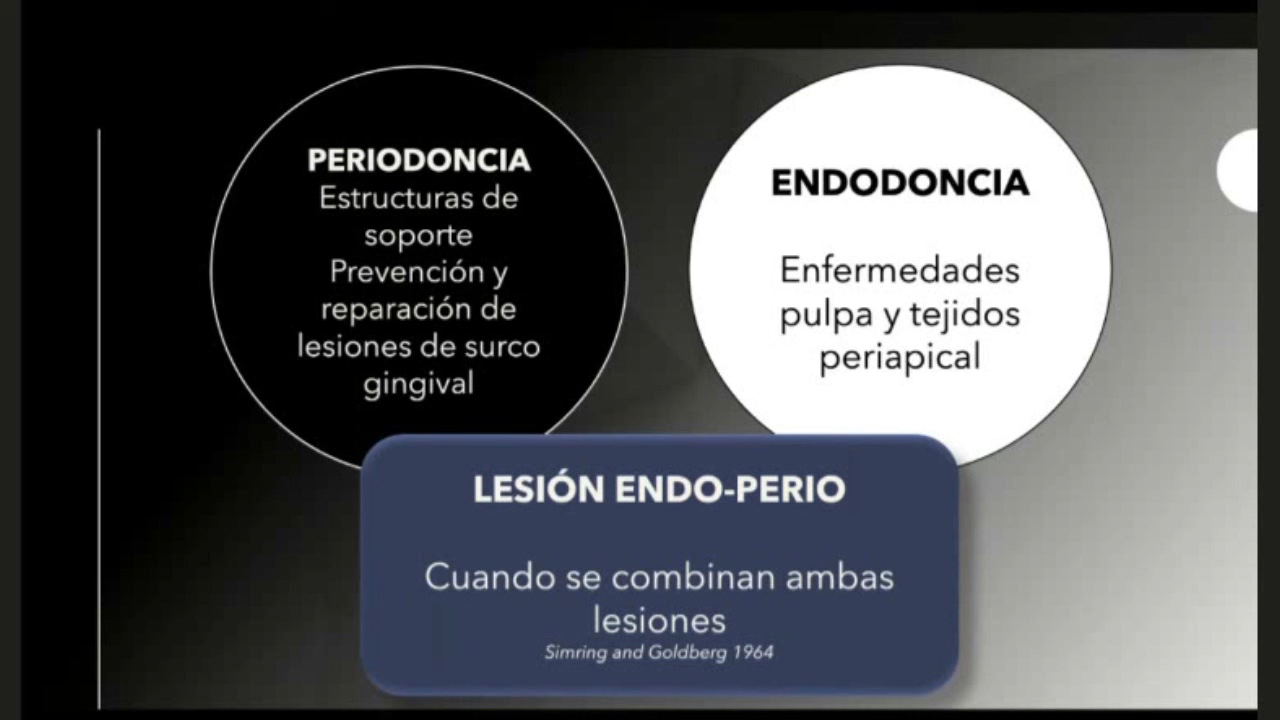 PERIODONCIA
Estructuras de
soporte
Prevención y
reparación de
lesiones de surco
gingival
ENDODONCIA
Enfermedades
pulpa y tejidos
periapical
LESIÓN ENDO-PERIO
Cuando se combinan ambas
lesiones
Simring and Goldberg 1964